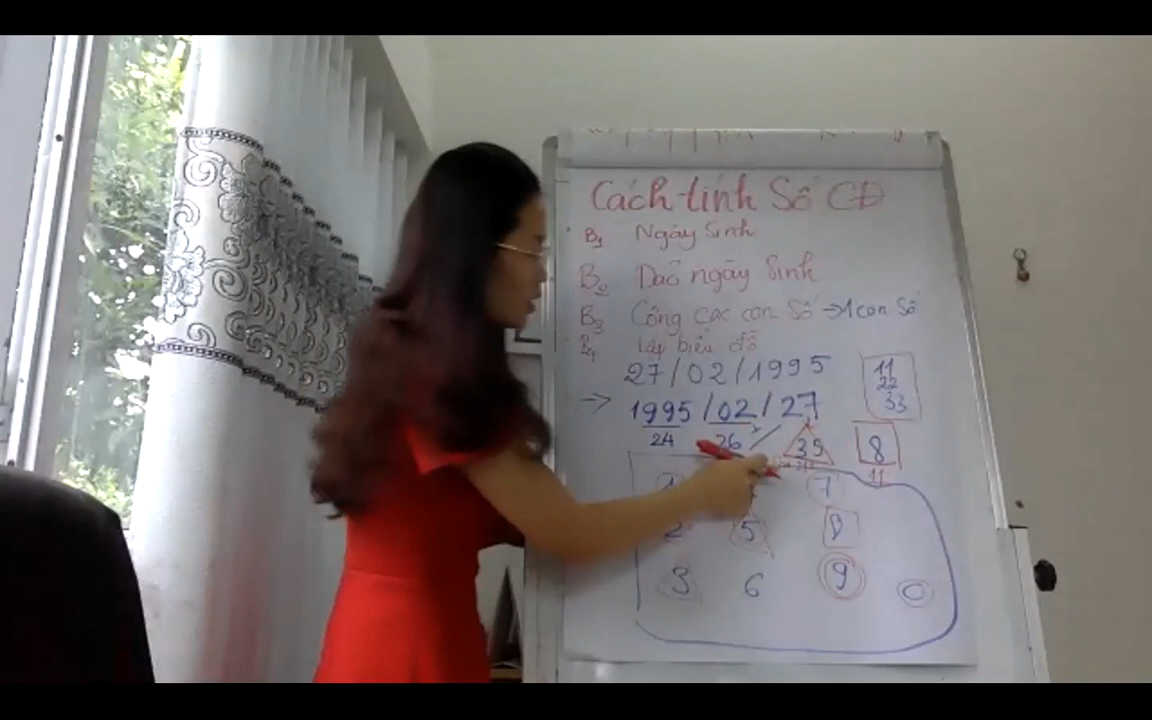 Cách tính Số CĐ
B1 Ngày Sinh
B2 Đảo ngày Sinh
B3 Cộng các con Số → 1 con Số
B4 Lập biểu đồ
27/02/1995
11
22
33
→ 1995/02/27
24 26 35 8
11
7
2 5 8
3 6 9 0